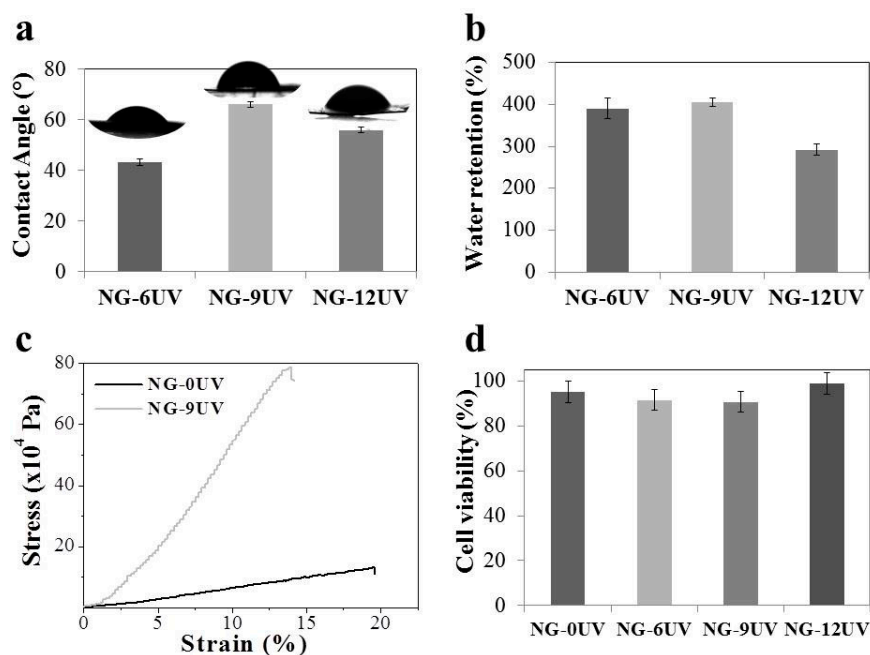 a
Contact Angle (°)
80
60
40
20
0
NG-6UV NG-9UV NG-12UV
b
Water retention (%)
500
400
300
200
100
0
NG-6UV NG-9UV NG-12UV
c
Stress (x10⁴ Pa)
80
60
40
20
NG-0UV
NG-9UV
0 5 10 15 20
Strain (%)
d
Cell viability (%)
100
80
60
40
20
0
NG-0UV NG-6UV NG-9UV NG-12UV